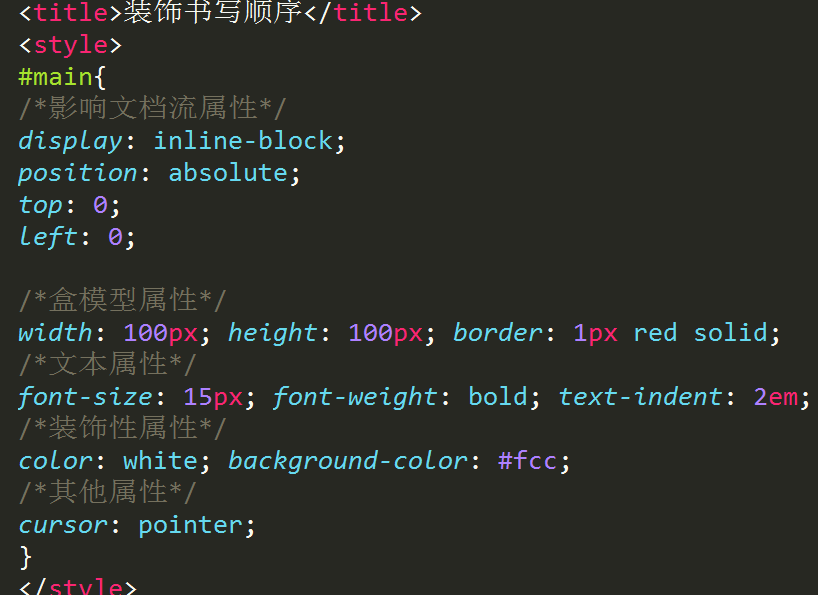 <title>装饰书写顺序</title>
<style>
#main{
/*影响文档流属性*/
display: inline-block;
position: absolute;
top: 0;
left: 0;
/*盒模型属性*/
width: 100px; height: 100px; border: 1px red solid;
/*文本属性*/
font-size: 15px; font-weight: bold; text-indent: 2em;
/*装饰性属性*/
color: white; background-color: #fcc;
/*其他属性*/
cursor: pointer;
}
</style>